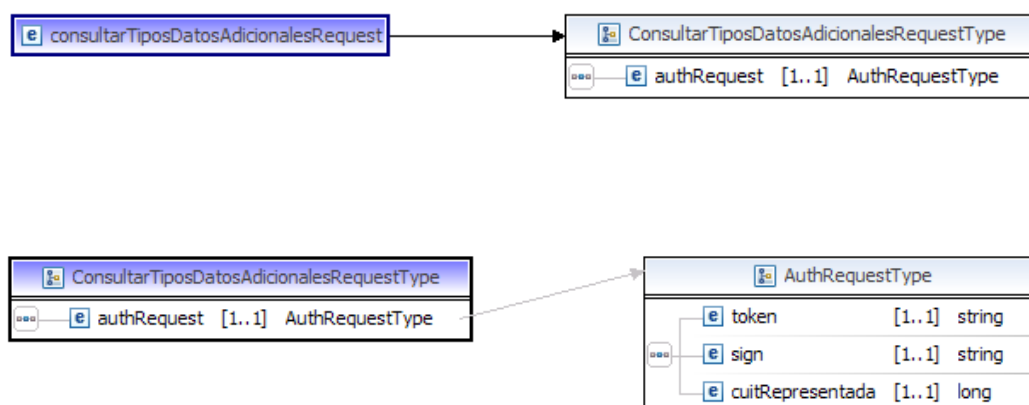 consultarTiposDatosAdicionalesRequest
ConsultarTiposDatosAdicionalesRequestType
authRequest [1..1] AuthRequestType
ConsultarTiposDatosAdicionalesRequestType
authRequest [1..1] AuthRequestType
AuthRequestType
token [1..1] string
sign [1..1] string
cuitRepresentada [1..1] long